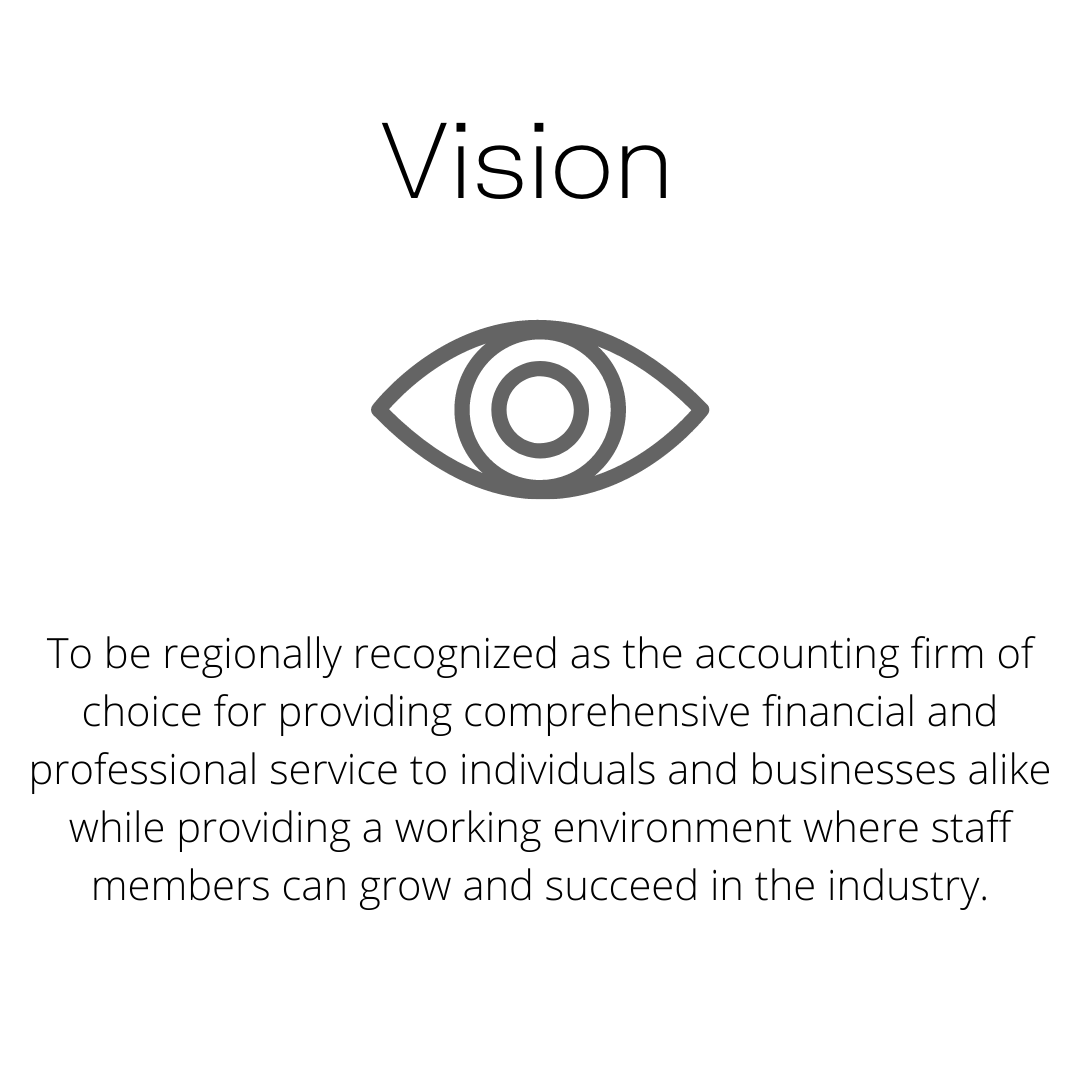 Vision
To be regionally recognized as the accounting firm of
choice for providing comprehensive financial and
professional service to individuals and businesses alike
while providing a working environment where staff
members can grow and succeed in the industry.